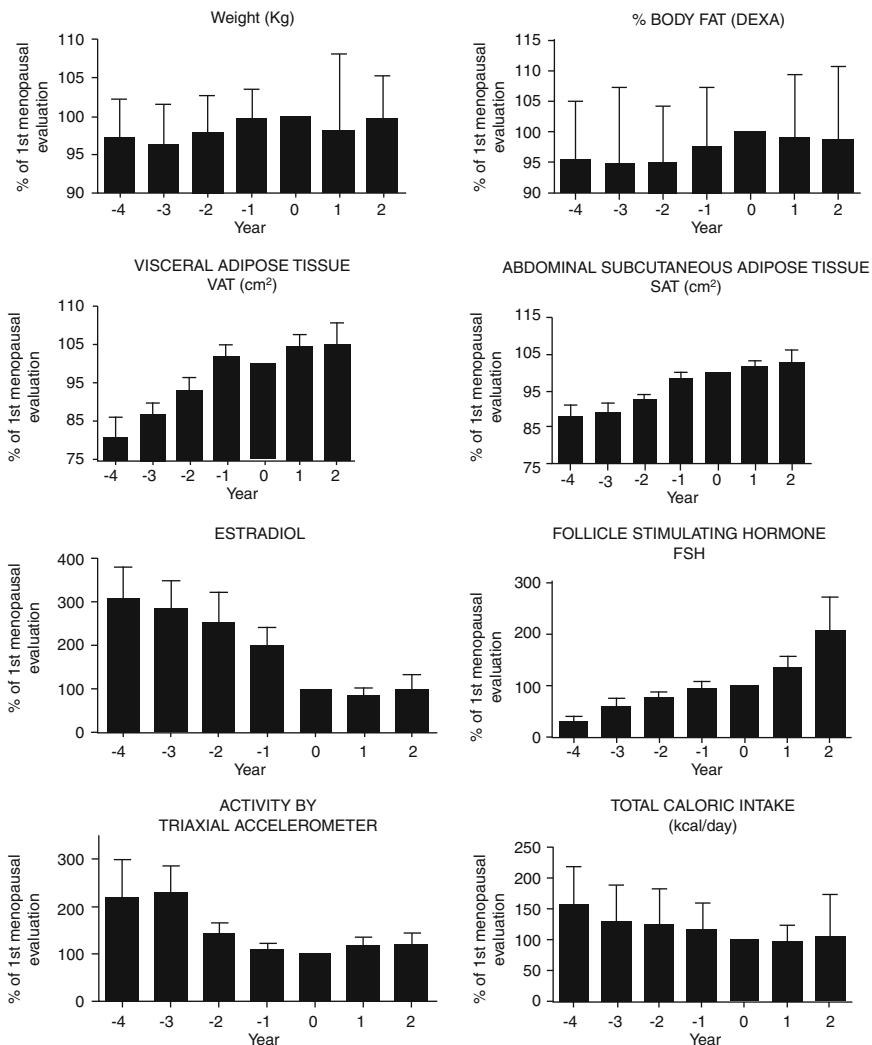 Weight (Kg)
% of 1st menopausal
evaluation
110
105
100
95
90
-4 -3 -2 -1 0 1 2
Year
% BODY FAT (DEXA)
% of 1st menopausal
evaluation
110
105
100
95
90
-4 -3 -2 -1 0 1 2
Year
VISCERAL ADIPOSE TISSUE
VAT (cm²)
% of 1st menopausal
evaluation
110
105
95
85
75
-4 -3 -2 -1 0 1 2
Year
ABDOMINAL SUBCUTANEOUS ADIPOSE TISSUE
SAT (cm²)
% of 1st menopausal
evaluation
115
105
95
85
75
-4 -3 -2 -1 0 1 2
Year
ESTRADIOL
% of 1st menopausal
evaluation
400
300
200
100
0
-4 -3 -2 -1 0 1 2
Year
FOLLICLE STIMULATING HORMONE
FSH
% of 1st menopausal
evaluation
300
200
100
0
-4 -3 -2 -1 0 1 2
Year
ACTIVITY BY
TRIAXIAL ACCELEROMETER
% of 1st menopausal
evaluation
300
200
100
0
-4 -3 -2 -1 0 1 2
Year
TOTAL CALORIC INTAKE
(kcal/day)
% of 1st menopausal
evaluation
250
200
150
100
50
0
-4 -3 -2 -1 0 1 2
Year